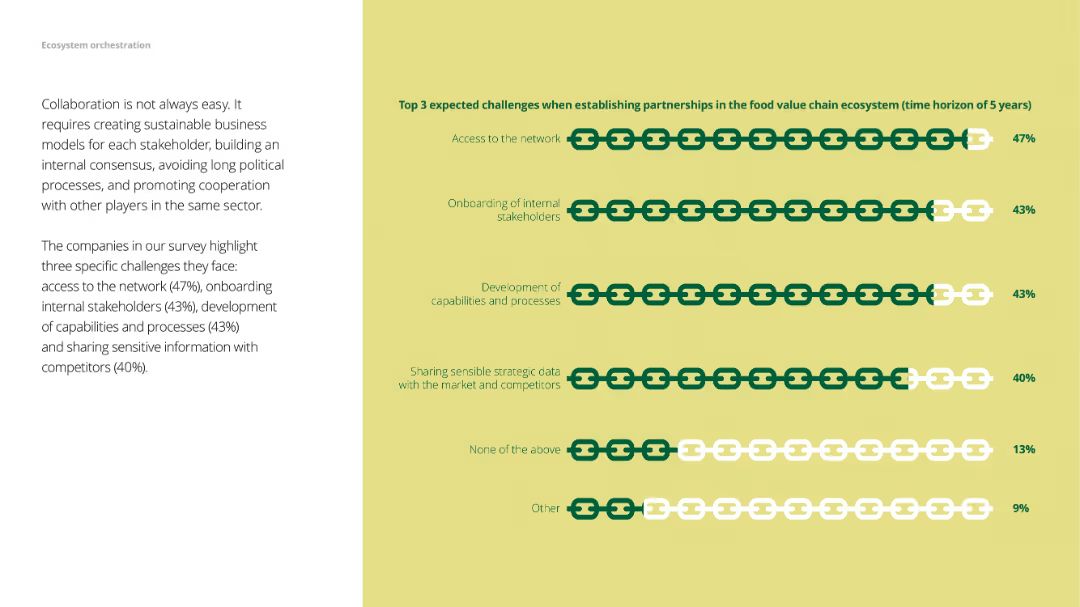 Ecosystem orchestration
Collaboration is not always easy. It
requires creating sustainable business
models for each stakeholder, building an
internal consensus, avoiding long political
processes, and promoting cooperation
with other players in the same sector.
The companies in our survey highlight
three specific challenges they face:
access to the network (47%), onboarding
internal stakeholders (43%), development
of capabilities and processes (43%)
and sharing sensitive information with
competitors (40%).
Top 3 expected challenges when establishing partnerships in the food value chain ecosystem (time horizon of 5 years)
Access to the network 47%
Onboarding of internal
stakeholders 43%
Development of
capabilities and processes 43%
Sharing sensible strategic data
with the market and competitors 40%
None of the above 13%
Other 9%